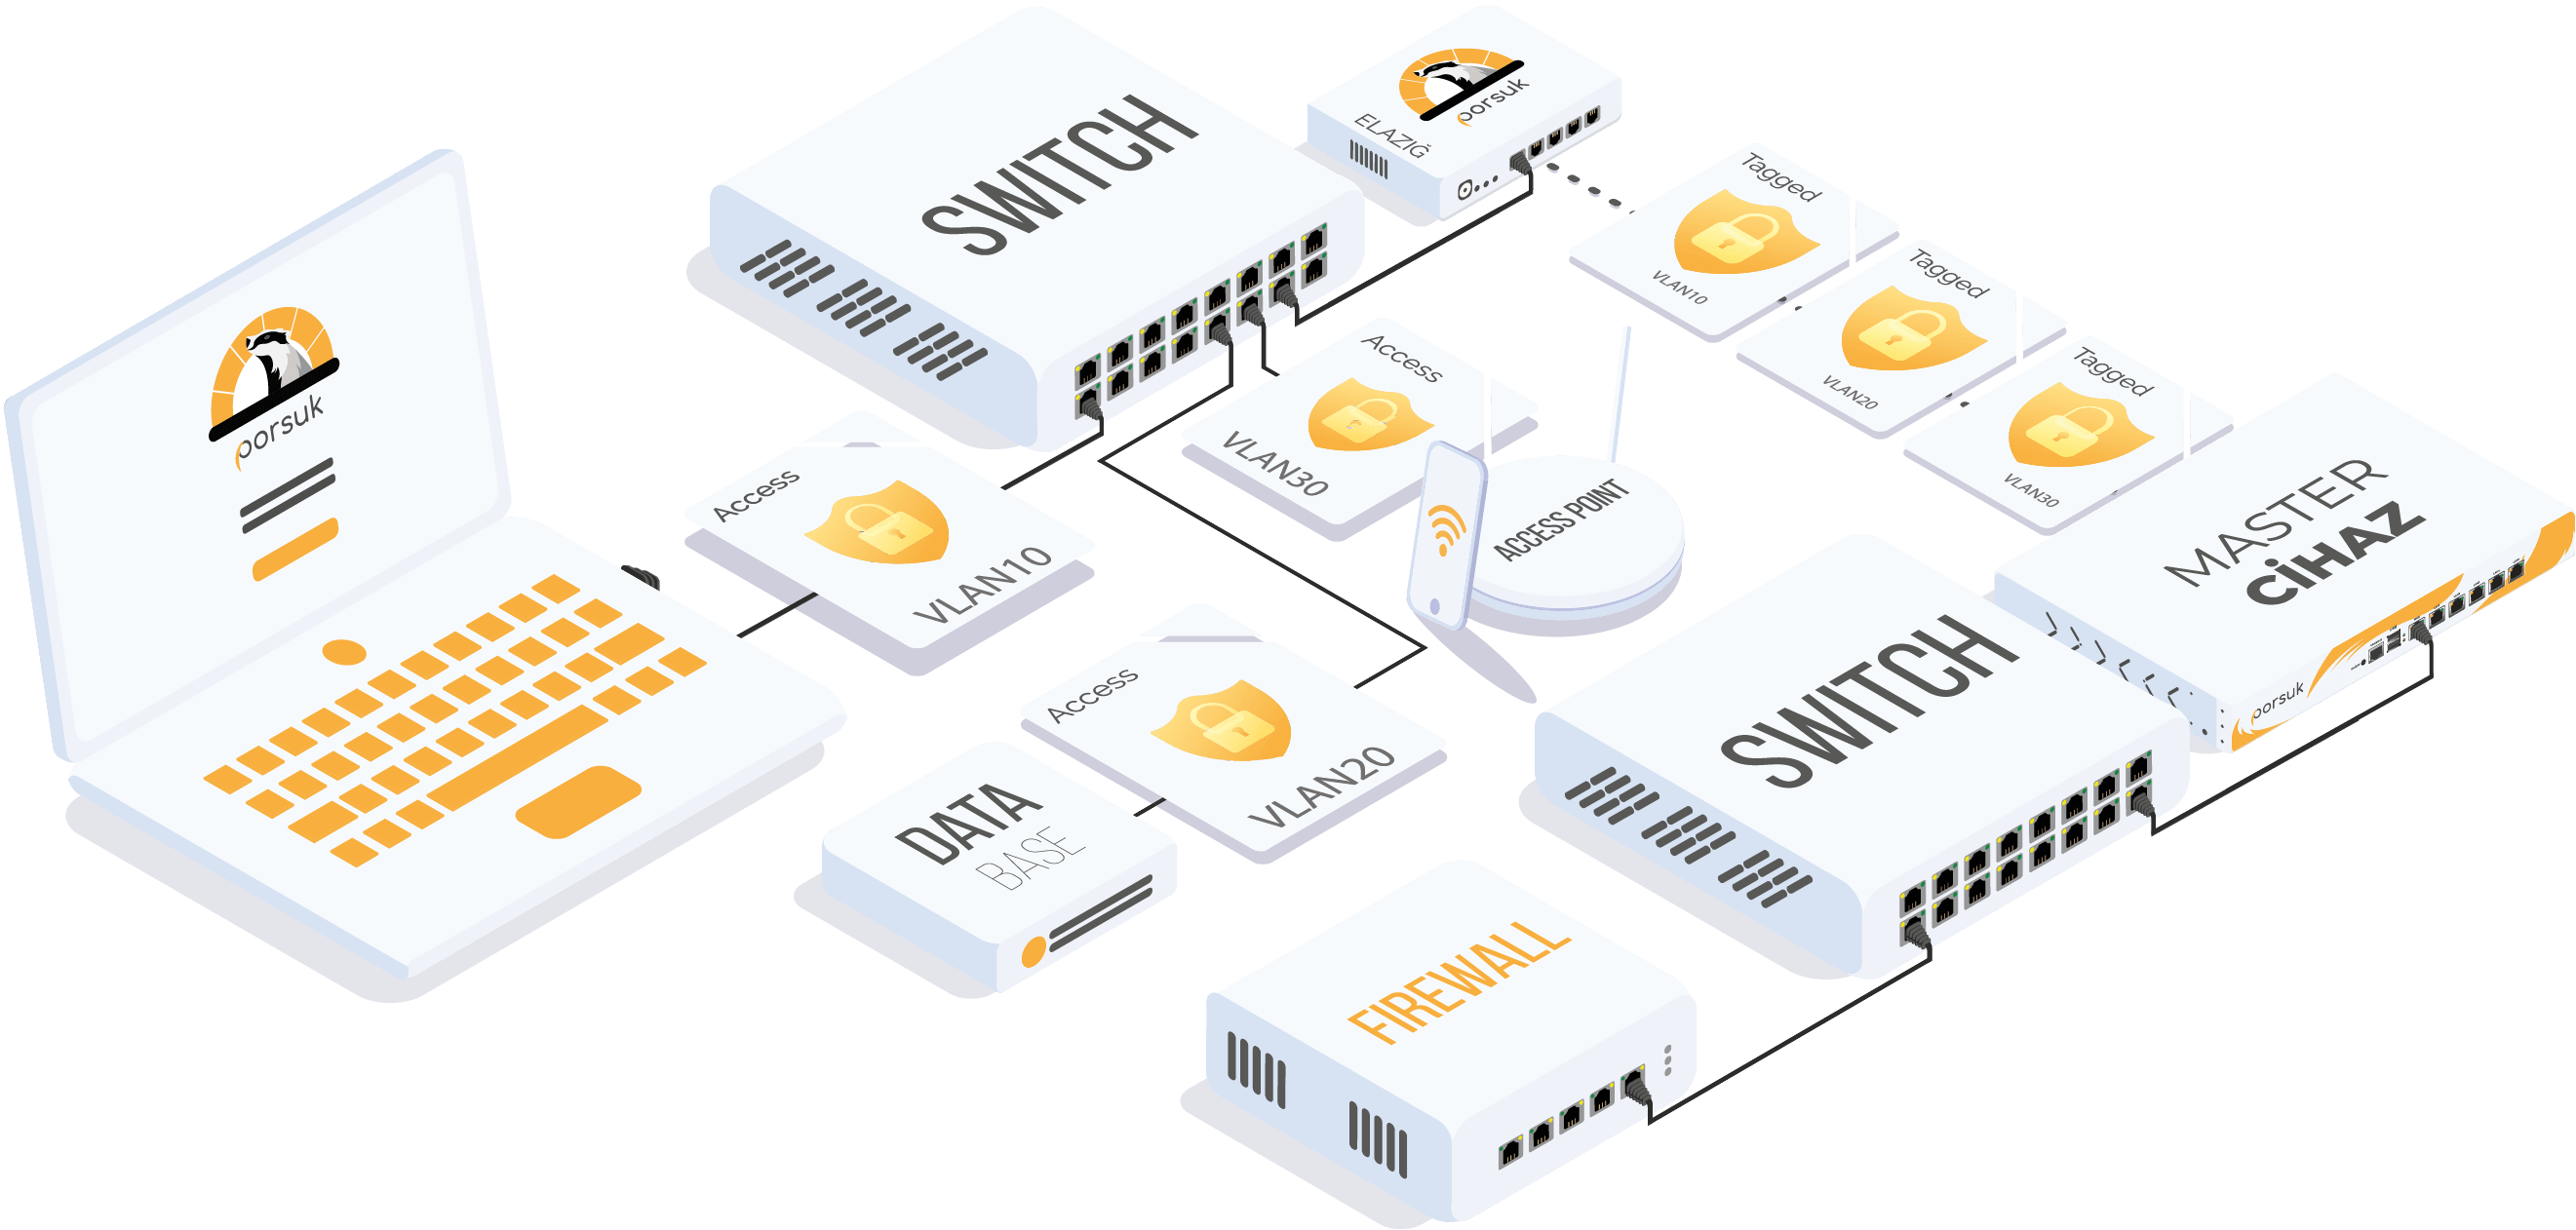 SWITCH
porsuk
ELAZIĞ
Tagged
VLAN10
Tagged
VLAN20
Tagged
VLAN30
porsuk
Access
VLAN10
Access
VLAN30
ACCESS POINT
MASTER
CİHAZ
porsuk
Access
VLAN20
SWITCH
DATA
BASE
FIREWALL